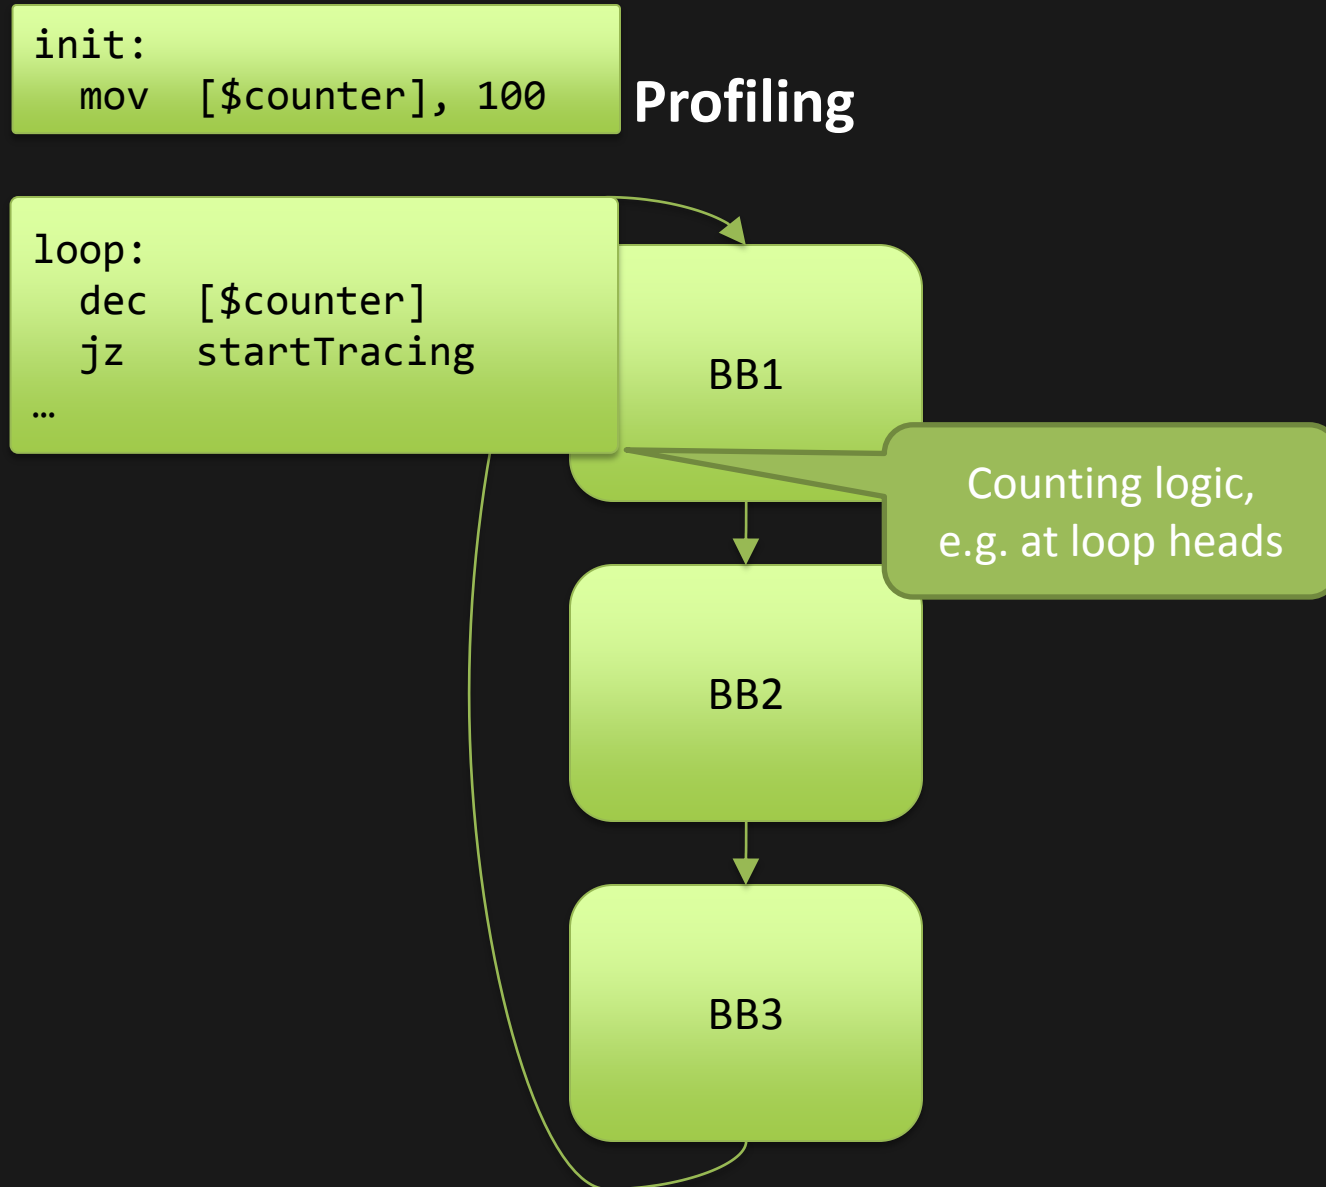 init:
  mov  [$counter], 100
Profiling
loop:
  dec  [$counter]
  jz   startTracing
…
BB1
Counting logic,
e.g. at loop heads
BB2
BB3